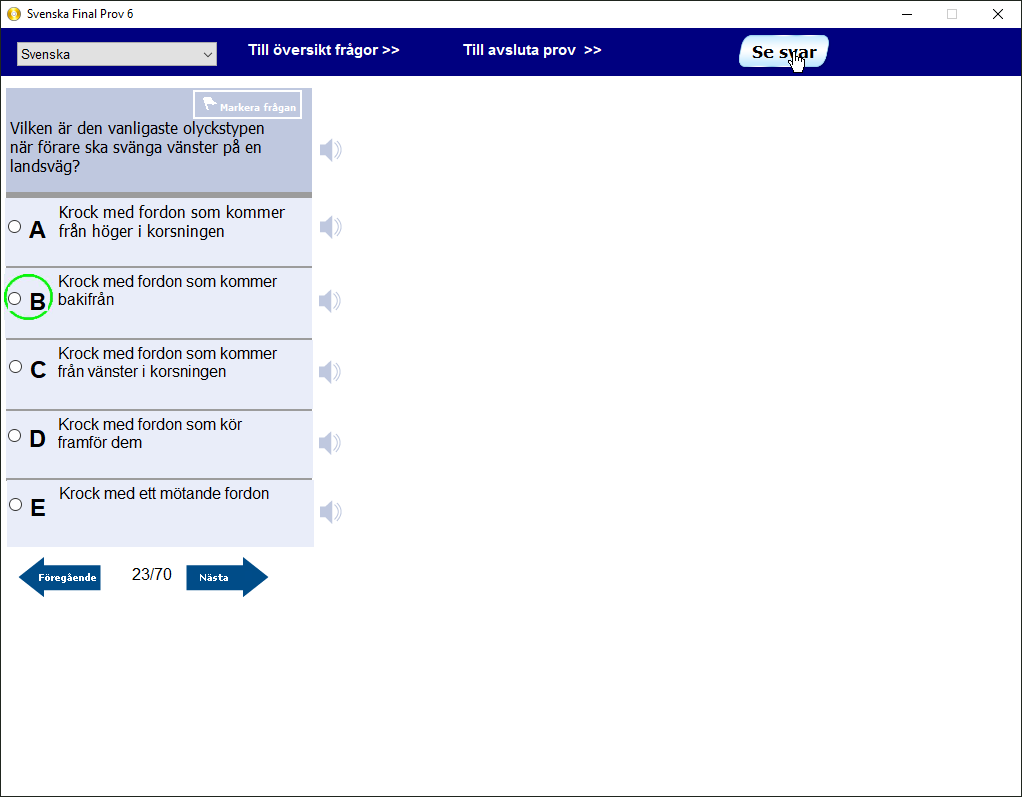 Svenska Final Prov 6
Svenska
Till översikt frågor >>
Till avsluta prov >>
Se svar
Markera frågan
Vilken är den vanligaste olyckstypen
när förare ska svänga vänster på en
landsväg?
A
Krock med fordon som kommer
från höger i korsningen
B
Krock med fordon som kommer
bakifrån
C
Krock med fordon som kommer
från vänster i korsningen
D
Krock med fordon som kör
framför dem
E
Krock med ett mötande fordon
Föregående
23/70
Nästa